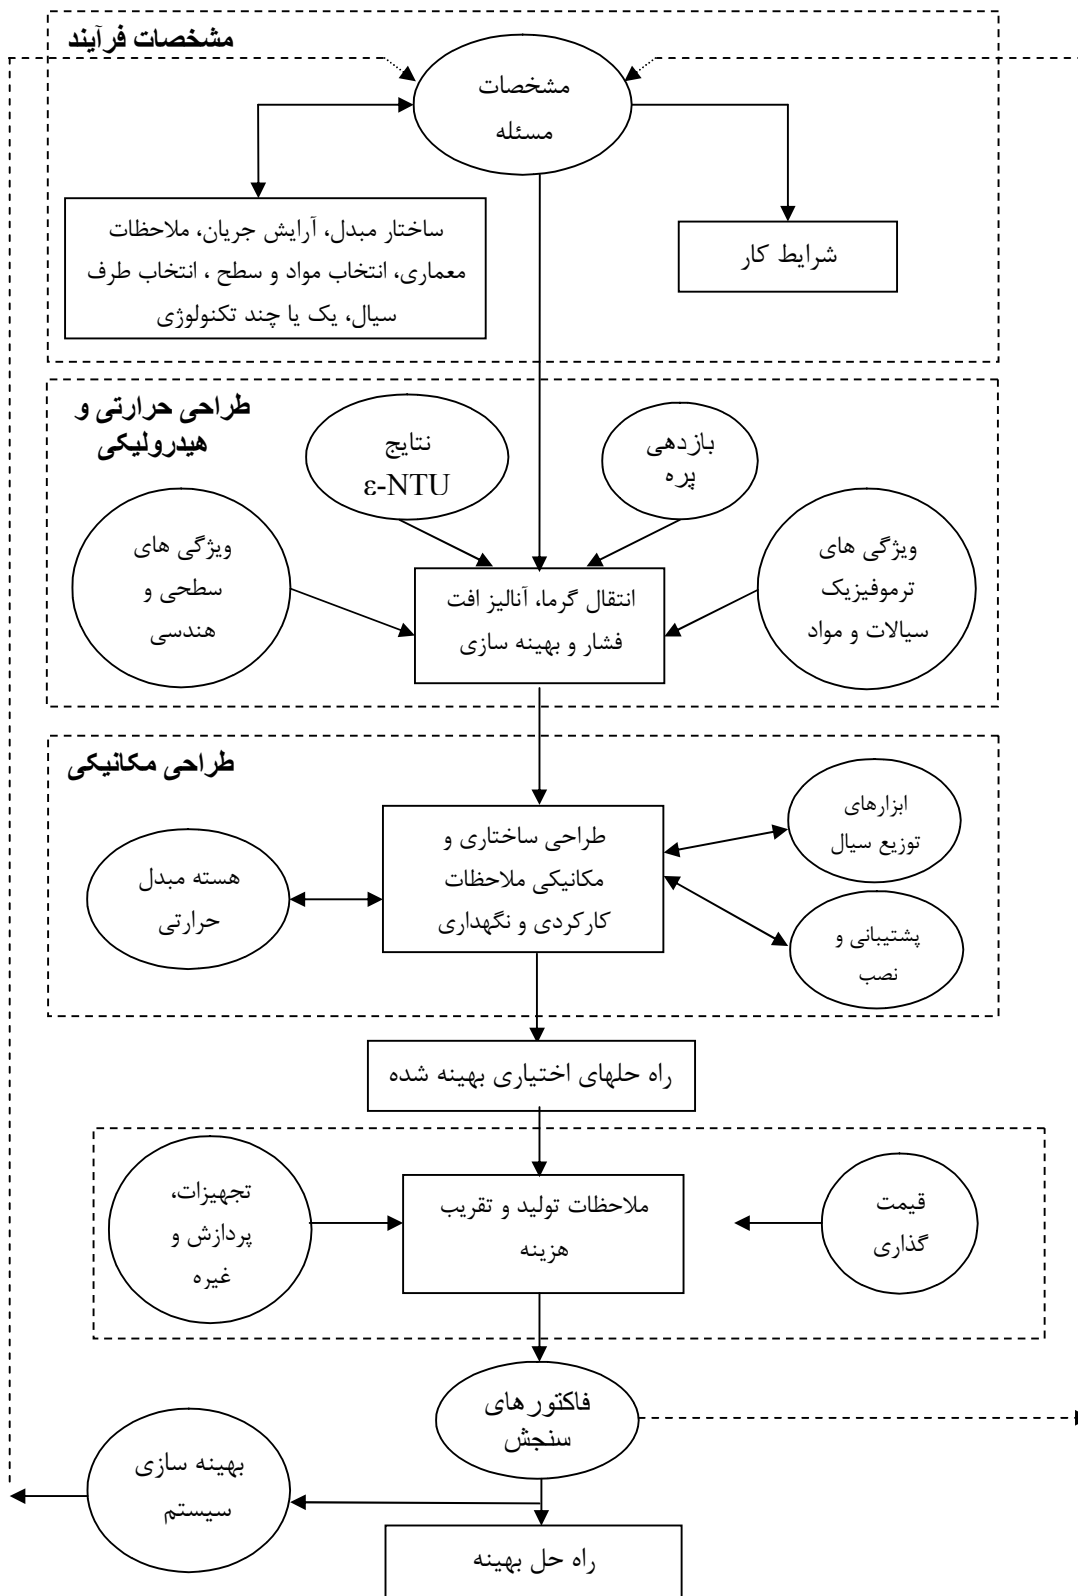 مشخصات فرآیند
مشخصات
مسئله
ساختار مبدل، آرایش جریان، ملاحظات
معماری، انتخاب مواد و سطح ، انتخاب طرف
سیال، یک یا چند تکنولوژی
شرایط کار
طراحی حرارتی و
هیدرولیکی
نتایج
ε-NTU
بازدهی
پره
ویژگی های
سطحی و
هندسی
ویژگی های
ترموفیزیک
سیالات و مواد
انتقال گرما، آنالیز افت
فشار و بهینه سازی
طراحی مکانیکی
ابزارهای
توزیع سیال
طراحی ساختاری و
مکانیکی ملاحظات
کارکردی و نگهداری
هسته مبدل
حرارتی
پشتیبانی و
نصب
راه حلهای اختیاری بهینه شده
تجهیزات،
پردازش و
غیره
ملاحظات تولید و تقریب
هزینه
قیمت
گذاری
فاکتورهای
سنجش
بهینه سازی
سیستم
راه حل بهینه